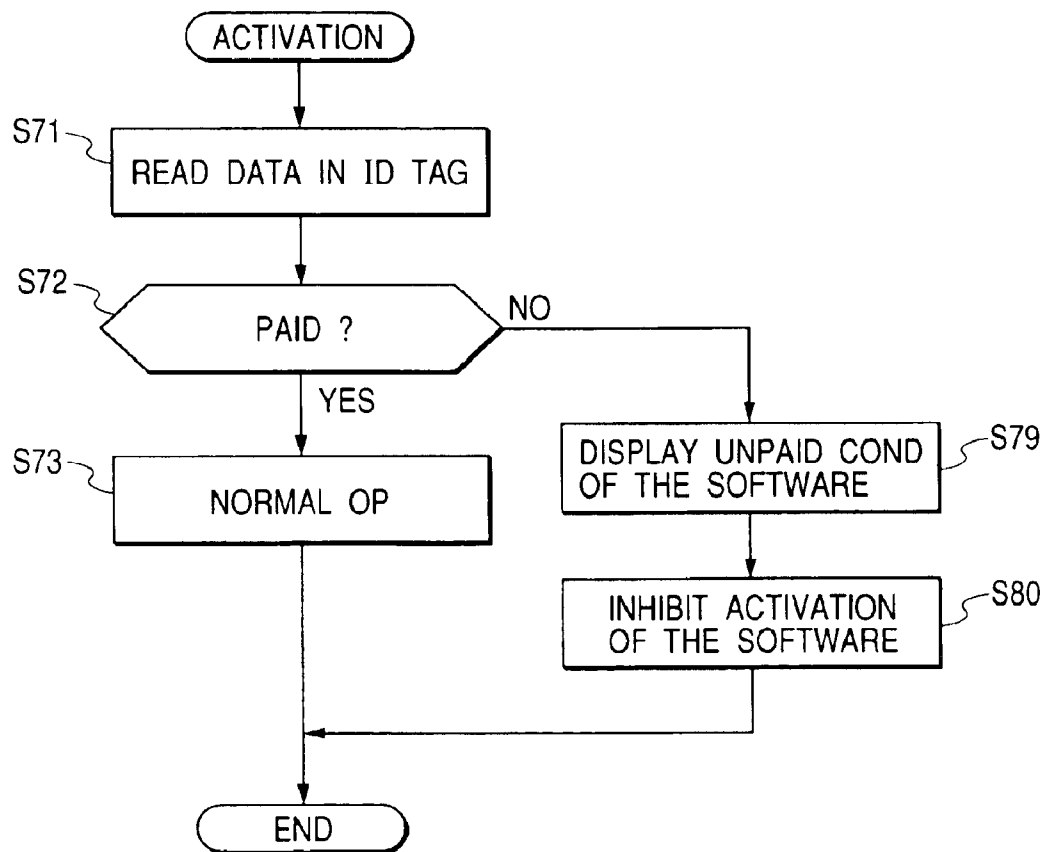 ACTIVATION
S71
READ DATA IN ID TAG
S72
PAID ?
NO
YES
S73
NORMAL OP
DISPLAY UNPAID COND
OF THE SOFTWARE
S79
INHIBIT ACTIVATION
OF THE SOFTWARE
S80
END